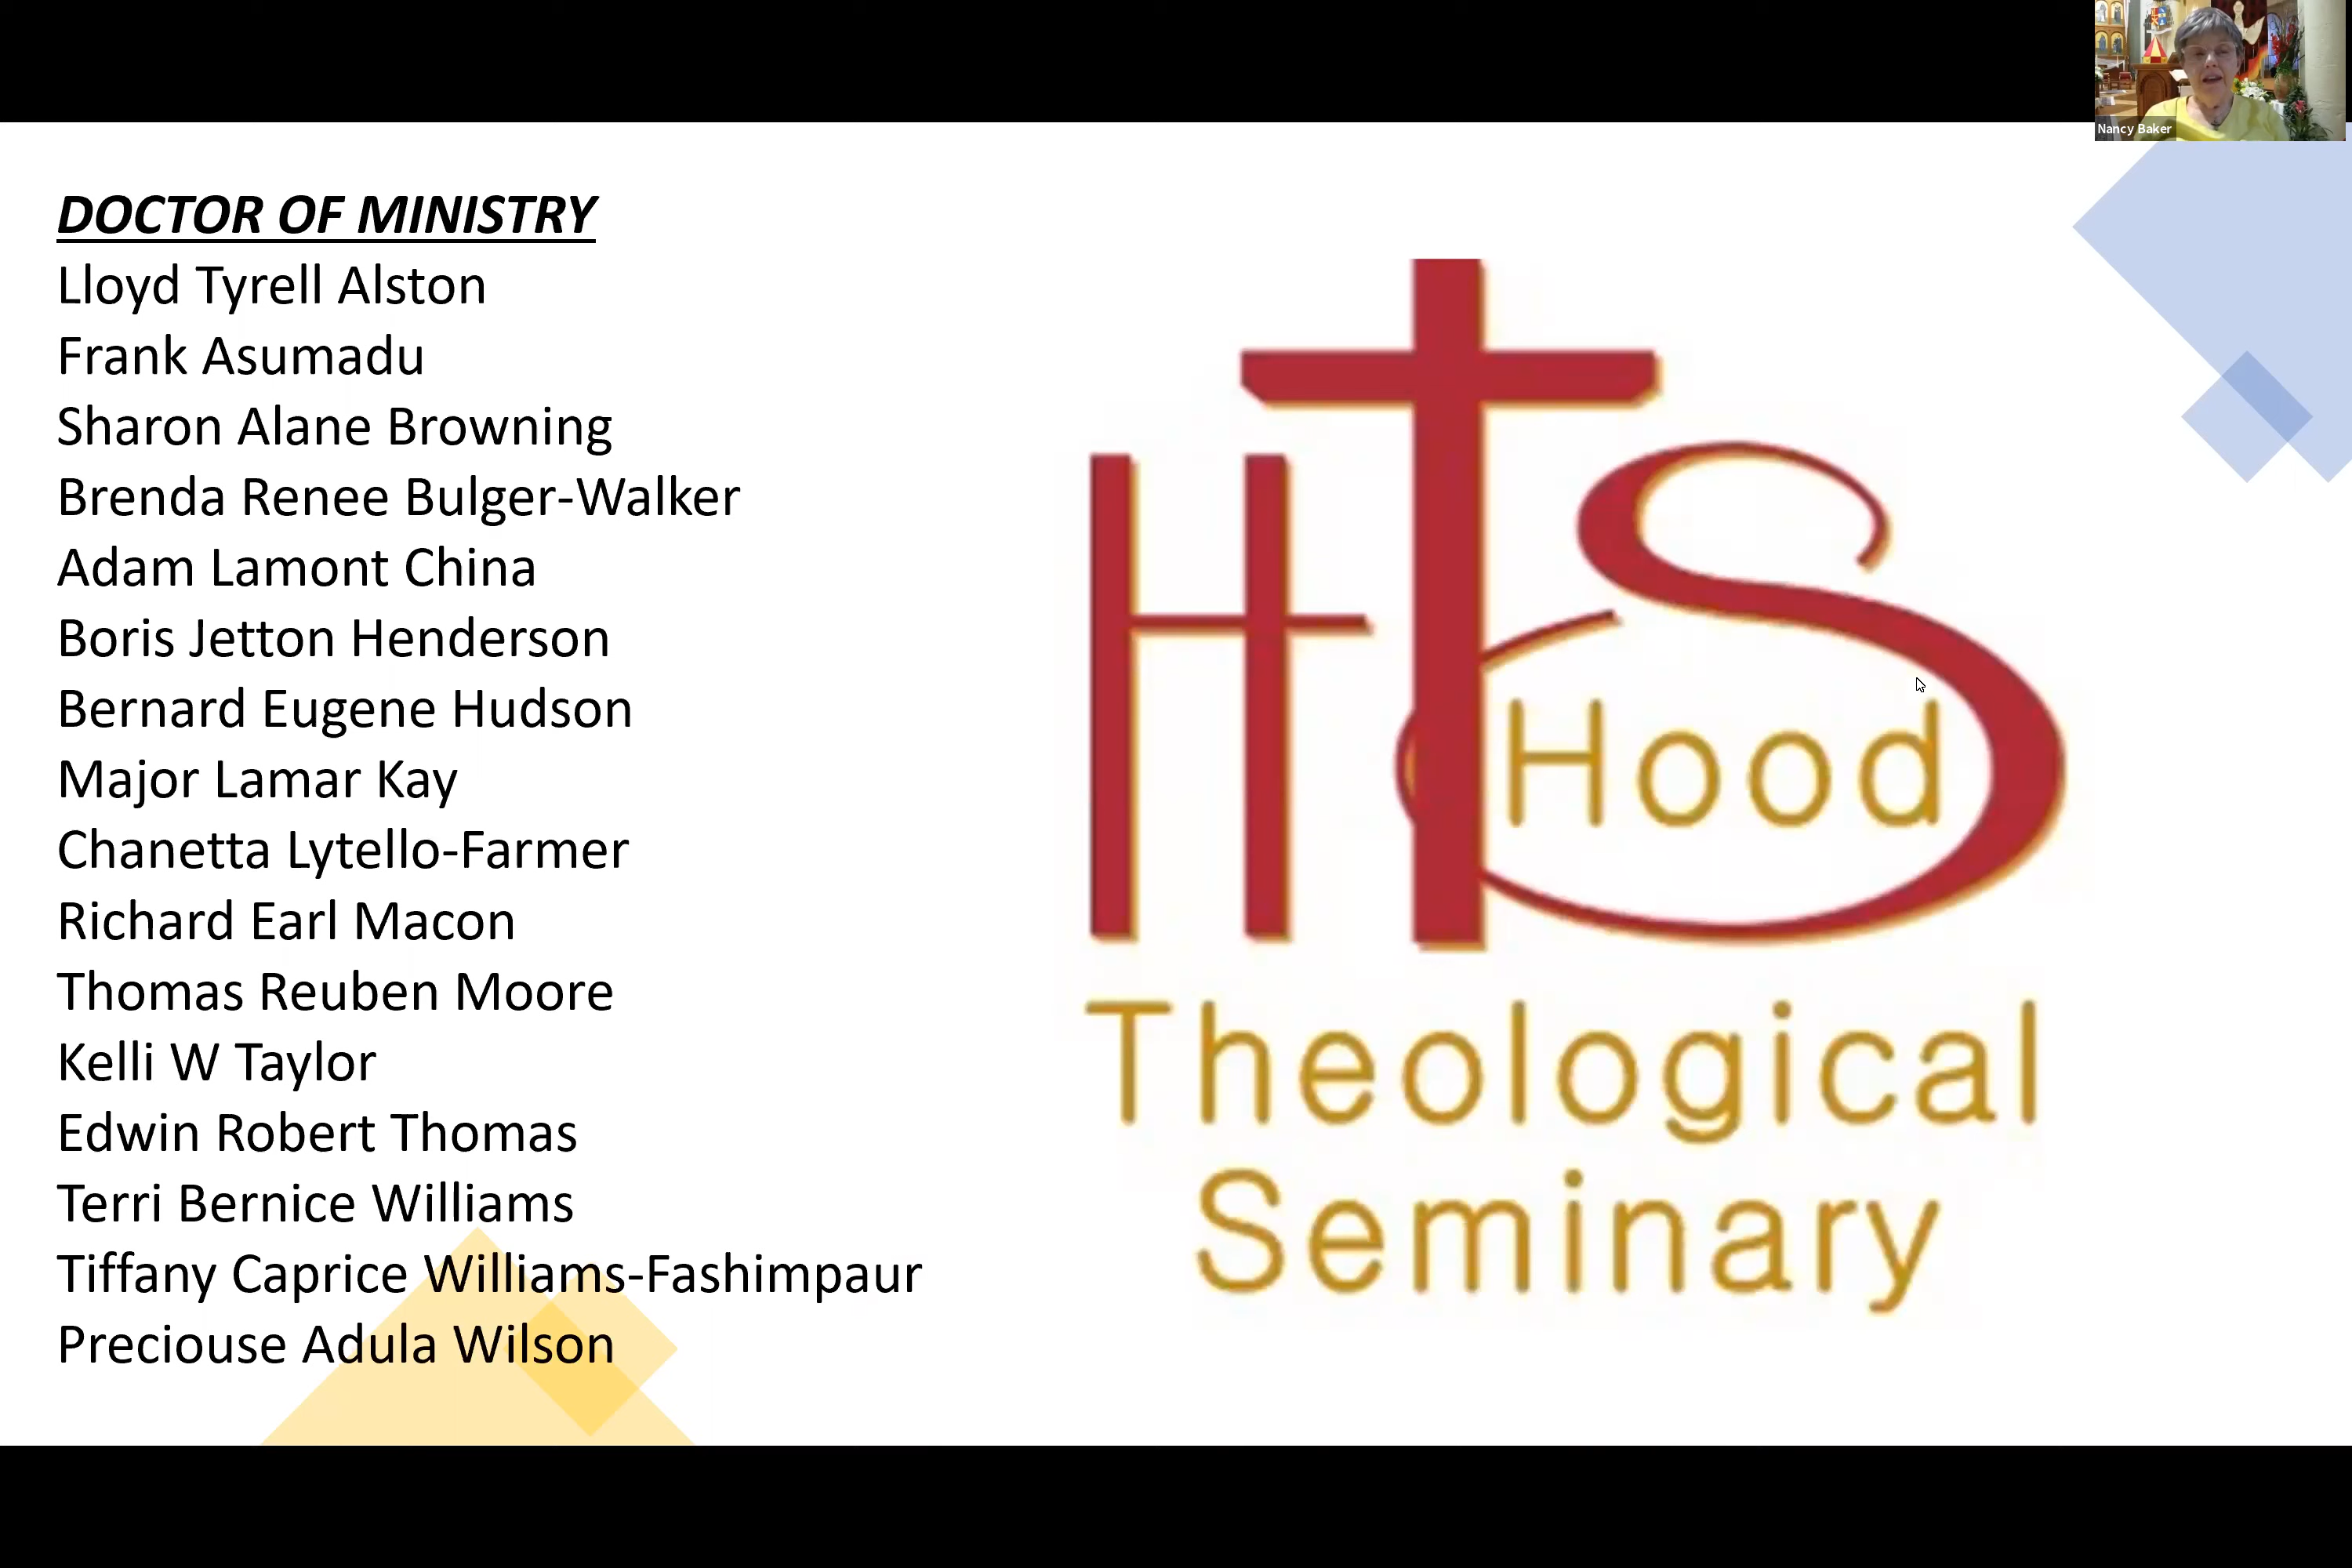 Nancy Baker
DOCTOR OF MINISTRY
Lloyd Tyrell Alston
Frank Asumadu
Sharon Alane Browning
Brenda Renee Bulger-Walker
Adam Lamont China
Boris Jetton Henderson
Bernard Eugene Hudson
Major Lamar Kay
Chanetta Lytello-Farmer
Richard Earl Macon
Thomas Reuben Moore
Kelli W Taylor
Edwin Robert Thomas
Terri Bernice Williams
Tiffany Caprice Williams-Fashimpaur
Preciouse Adula Wilson
HTS
Hood
Theological
Seminary